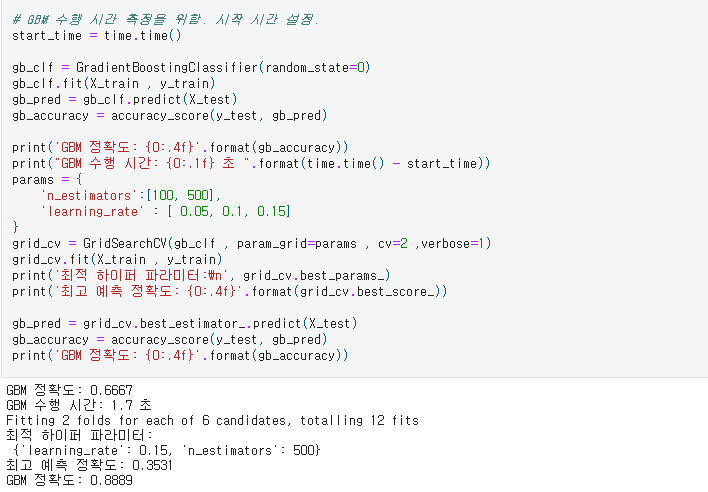 # GBM 수행 시간 측정을 위함. 시작 시간 설정.
start_time = time.time()
gb_clf = GradientBoostingClassifier(random_state=0)
gb_clf.fit(X_train , y_train)
gb_pred = gb_clf.predict(X_test)
gb_accuracy = accuracy_score(y_test, gb_pred)
print('GBM 정확도: {0:.4f}'.format(gb_accuracy))
print("GBM 수행 시간: {0:.1f} 초 ".format(time.time() - start_time))
params = {
    'n_estimators':[100, 500],
    'learning_rate' : [ 0.05, 0.1, 0.15]
}
grid_cv = GridSearchCV(gb_clf , param_grid=params , cv=2 ,verbose=1)
grid_cv.fit(X_train , y_train)
print('최적 하이퍼 파라미터:₩n', grid_cv.best_params_)
print('최고 예측 정확도: {0:.4f}'.format(grid_cv.best_score_))
gb_pred = grid_cv.best_estimator_.predict(X_test)
gb_accuracy = accuracy_score(y_test, gb_pred)
print('GBM 정확도: {0:.4f}'.format(gb_accuracy))
GBM 정확도: 0.6667
GBM 수행 시간: 1.7 초
Fitting 2 folds for each of 6 candidates, totalling 12 fits
최적 하이퍼 파라미터:
 {'learning_rate': 0.15, 'n_estimators': 500}
최고 예측 정확도: 0.3531
GBM 정확도: 0.8889